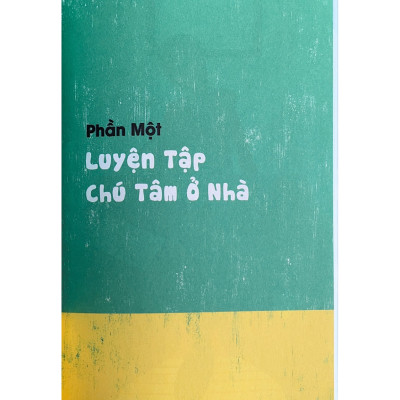 Phần Một
Luyện Tập
Chú Tâm Ở Nhà